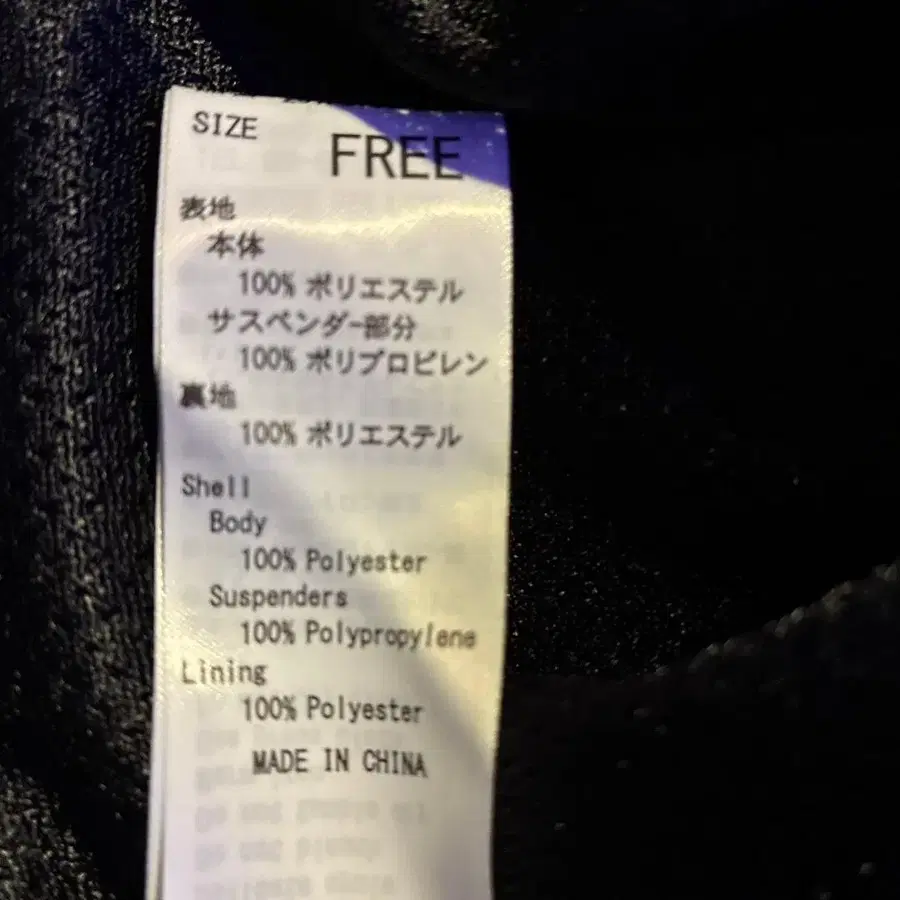 SIZE
FREE
表地
本体
100% ポリエステル
サスペンダー部分
100% ポリプロピレン
裏地
100% ポリエステル
Shell
Body
100% Polyester
Suspenders
100% Polypropylene
Lining
100% Polyester
MADE IN CHINA